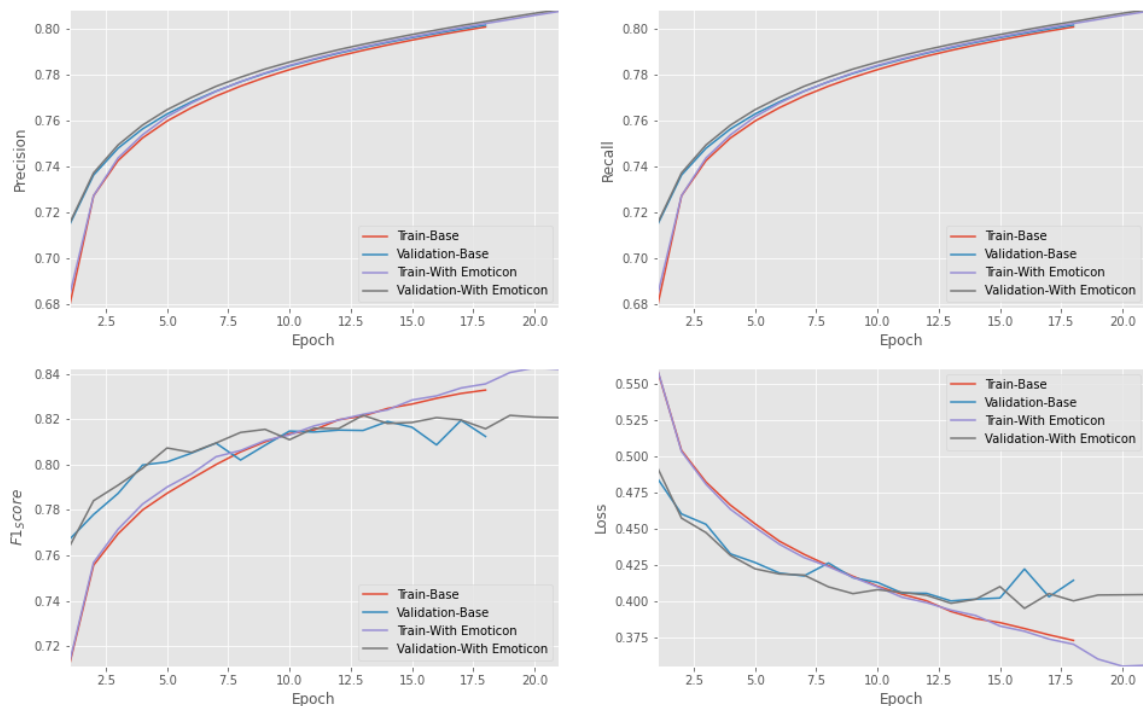 0.80
0.78
0.76
0.74
0.72
0.70
0.68
Precision
2.5 5.0 7.5 10.0 12.5 15.0 17.5 20.0
Epoch
Train-Base
Validation-Base
Train-With Emoticon
Validation-With Emoticon
0.80
0.78
0.76
0.74
0.72
0.70
0.68
Recall
2.5 5.0 7.5 10.0 12.5 15.0 17.5 20.0
Epoch
Train-Base
Validation-Base
Train-With Emoticon
Validation-With Emoticon
0.84
0.82
0.80
0.78
0.76
0.74
0.72
F1score
2.5 5.0 7.5 10.0 12.5 15.0 17.5 20.0
Epoch
Train-Base
Validation-Base
Train-With Emoticon
Validation-With Emoticon
0.550
0.525
0.500
0.475
0.450
0.425
0.400
0.375
Loss
2.5 5.0 7.5 10.0 12.5 15.0 17.5 20.0
Epoch
Train-Base
Validation-Base
Train-With Emoticon
Validation-With Emoticon